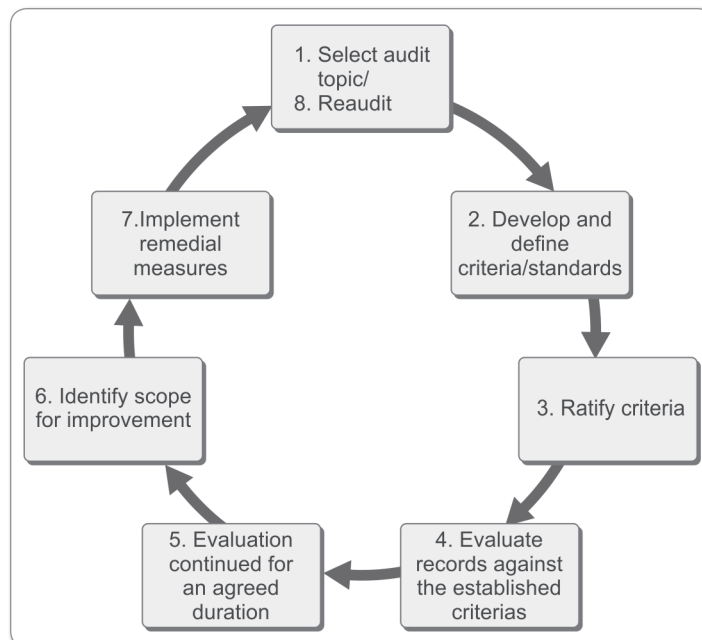 1. Select audit
topic/
8. Reaudit
2. Develop and
define
criteria/standards
3. Ratify criteria
4. Evaluate
records against
the established
criterias
5. Evaluation
continued for
an agreed
duration
6. Identify scope
for improvement
7.Implement
remedial
measures